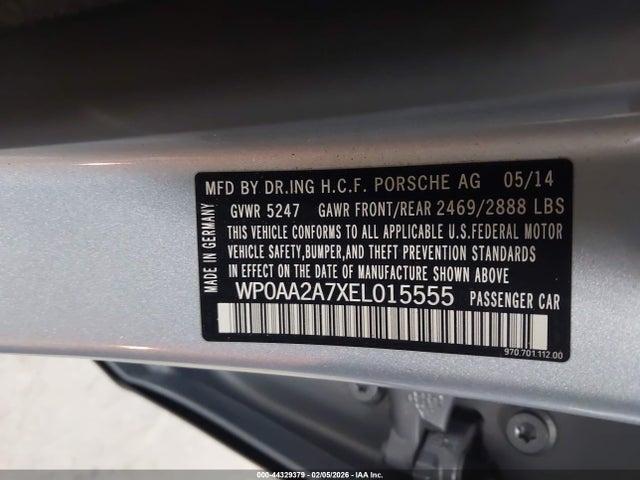 MFD BY DR.ING H.C.F. PORSCHE AG 05/14
GVWR 5247 GAWR FRONT/REAR 2469/2888 LBS
THIS VEHICLE CONFORMS TO ALL APPLICABLE U.S.FEDERAL MOTOR
VEHICLE SAFETY,BUMPER,AND THEFT PREVENTION STANDARDS
IN EFFECT ON THE DATE OF MANUFACTURE SHOWN ABOVE
WP0AA2A7XEL015555 PASSENGER CAR
MADE IN GERMANY
970.701.112.00
000-44329379 - 02/05/2026 - IAA Inc.